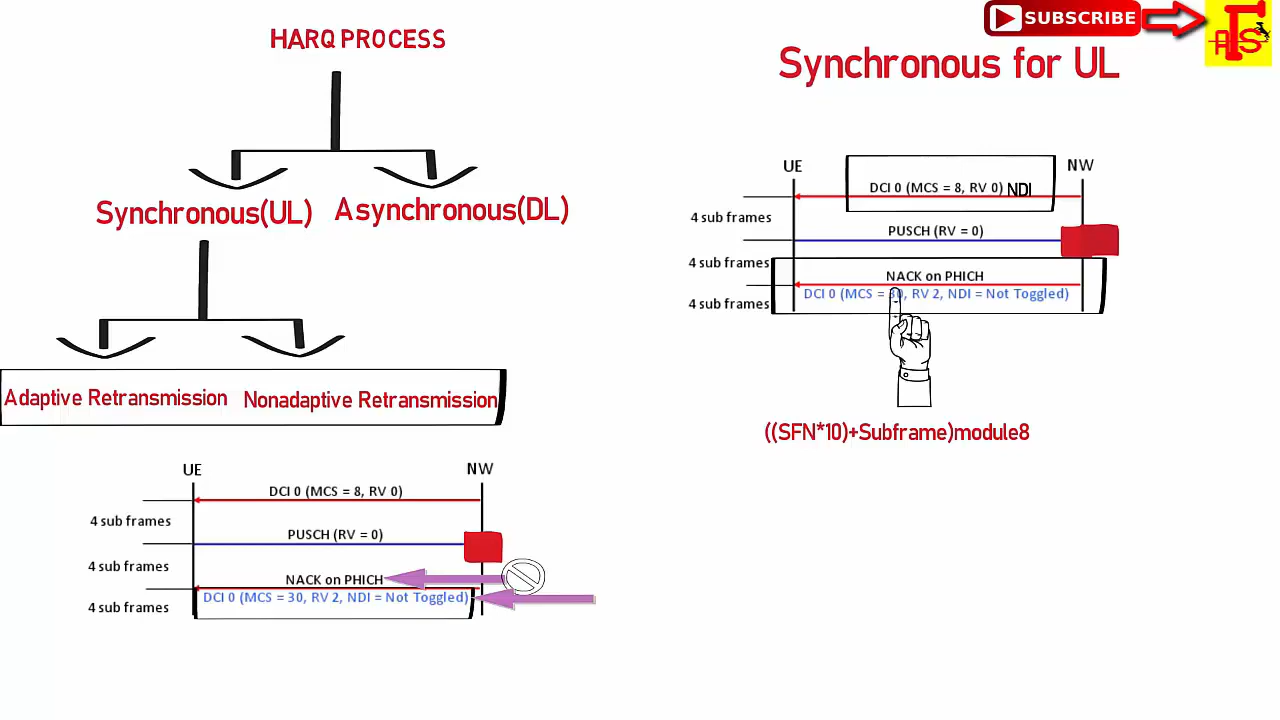 HARQ PROCESS
Synchronous(UL)
Asynchronous(DL)
Adaptive Retransmission
Nonadaptive Retransmission
UE
NW
DCI 0 (MCS = 8, RV 0)
4 sub frames
PUSCH (RV = 0)
4 sub frames
NACK on PHICH
DCI 0 (MCS = 30, RV 2, NDI = Not Toggled)
4 sub frames
SUBSCRIBE
Synchronous for UL
UE
NW
DCI 0 (MCS = 8, RV 0) NDI
4 sub frames
PUSCH (RV = 0)
4 sub frames
NACK on PHICH
DCI 0 (MCS = 30, RV 2, NDI = Not Toggled)
4 sub frames
((SFN*10)+Subframe)module8